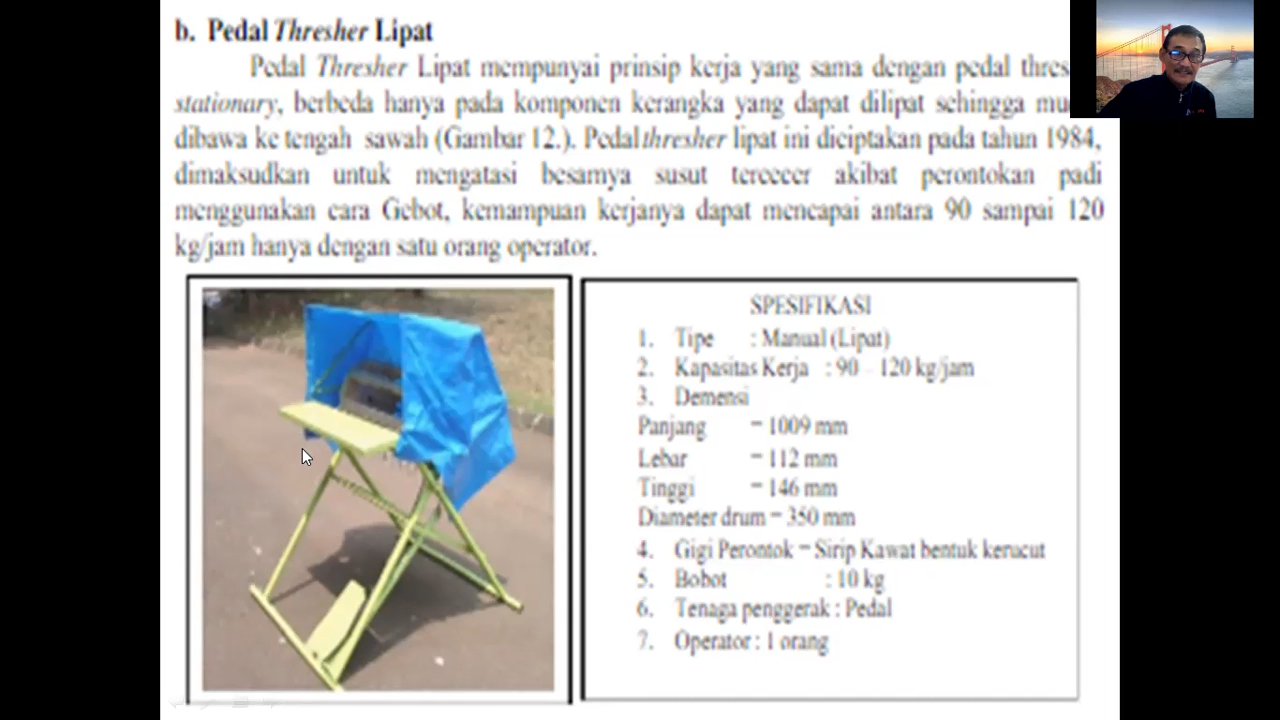 b. Pedal Thresher Lipat
Pedal Thresher Lipat mempunyai prinsip kerja yang sama dengan pedal thres
stationary, berbeda hanya pada komponen kerangka yang dapat dilipat sehingga mu
dibawa ke tengah sawah (Gambar 12.). Pedal thresher lipat ini diciptakan pada tahun 1984,
dimaksudkan untuk mengatasi besarnya susut tercecer akibat perontokan padi
menggunakan cara Gebot, kemampuan kerjanya dapat mencapai antara 90 sampai 120
kg/jam hanya dengan satu orang operator.
SPESIFIKASI
1. Tipe : Manual (Lipat)
2. Kapasitas Kerja : 90 – 120 kg/jam
3. Demensi
Panjang = 1009 mm
Lebar = 112 mm
Tinggi = 146 mm
Diameter drum = 350 mm
4. Gigi Perontok = Sirip Kawat bentuk kerucut
5. Bobot : 10 kg
6. Tenaga penggerak : Pedal
7. Operator : 1 orang